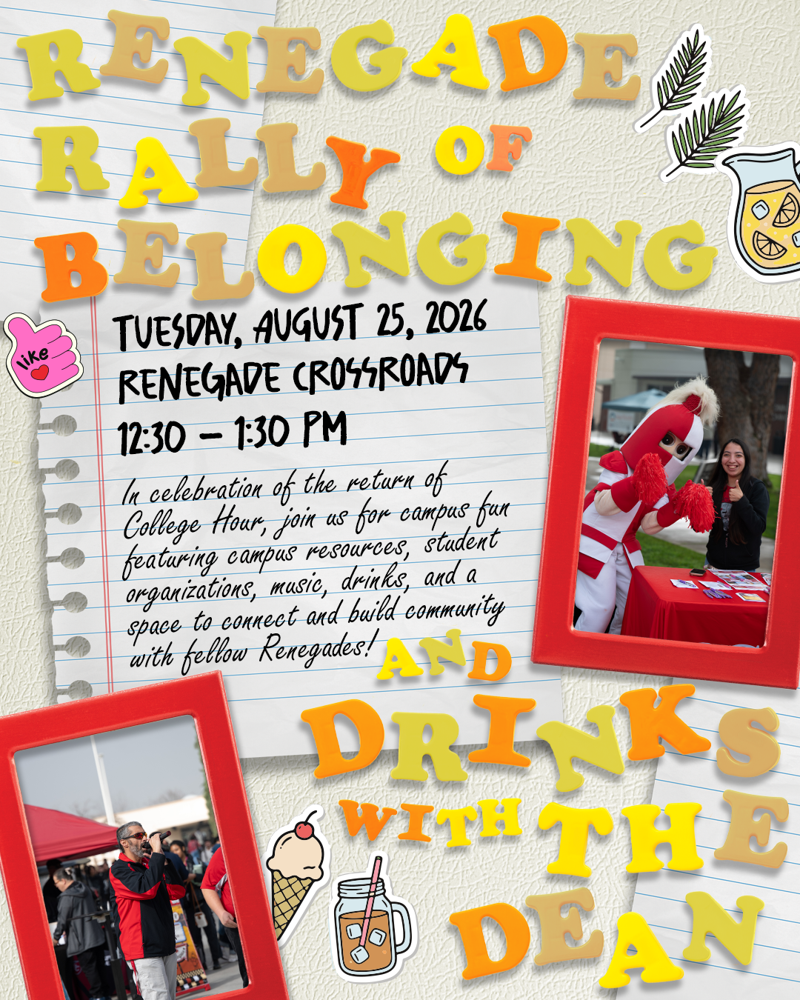 RENEGADE
RALLY OF
BELONGING
like
TUESDAY, AUGUST 25, 2026
RENEGADE CROSSROADS
12:30 – 1:30 PM
In celebration of the return of
College Hour, join us for campus fun
featuring campus resources, student
organizations, music, drinks, and a
space to connect and build community
with fellow Renegades!
AND
DRINKS
WITH THE
DEAN